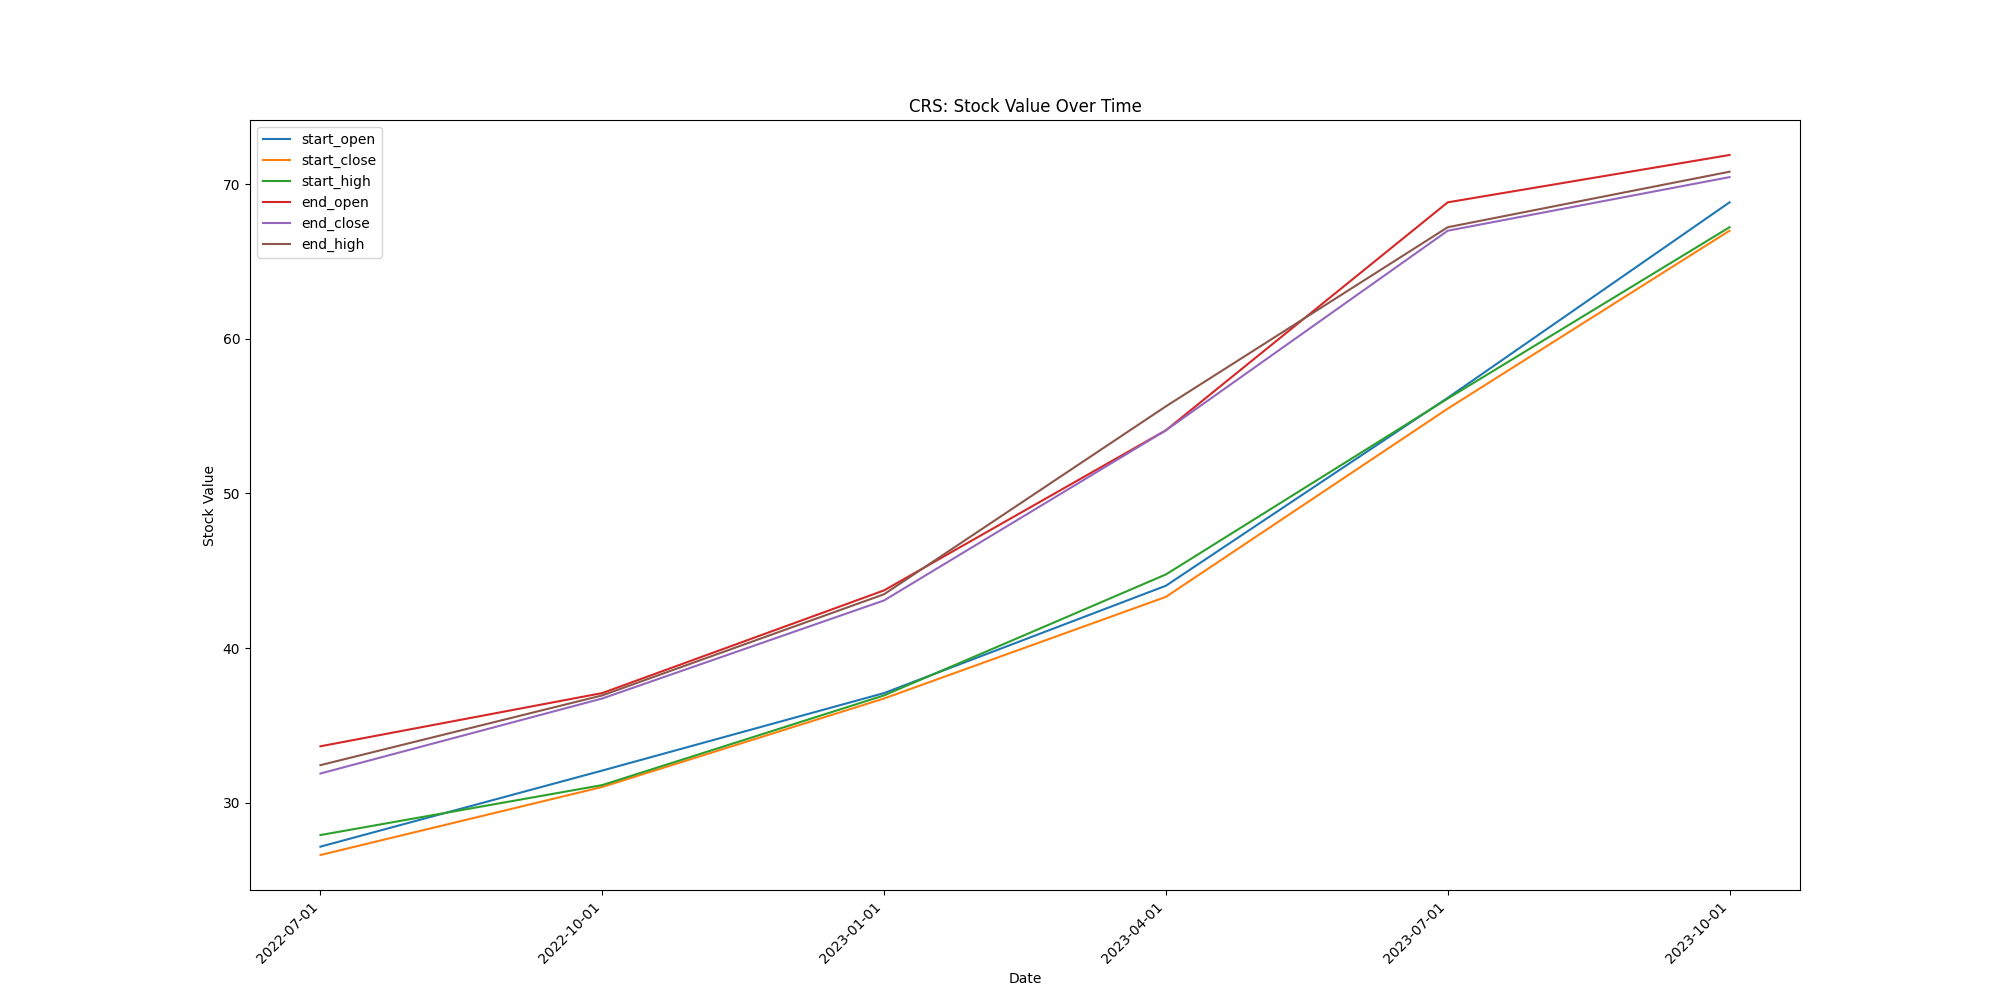 CRS: Stock Value Over Time
start_open
start_close
start_high
end_open
end_close
end_high
70
60
50
40
30
Stock Value
2022-07-01
2022-10-01
2023-01-01
2023-04-01
2023-07-01
2023-10-01
Date